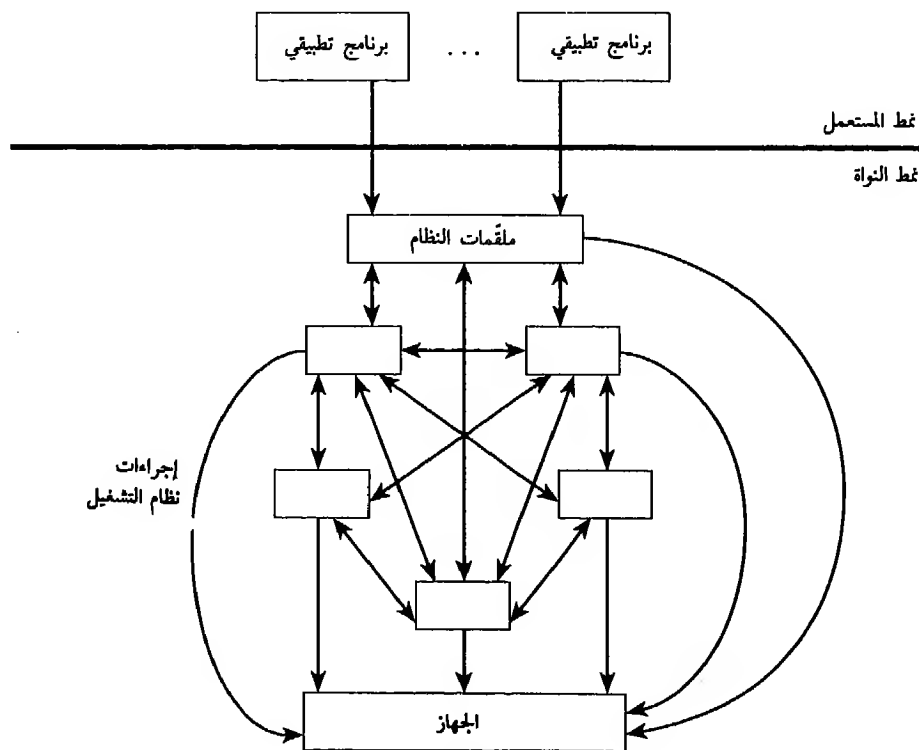 برنامج تطبيقي ... برنامج تطبيقي
نمط المستعمل
نمط النواة
ملقّمات النظام
إجراءات
نظام التشغيل
الجهاز